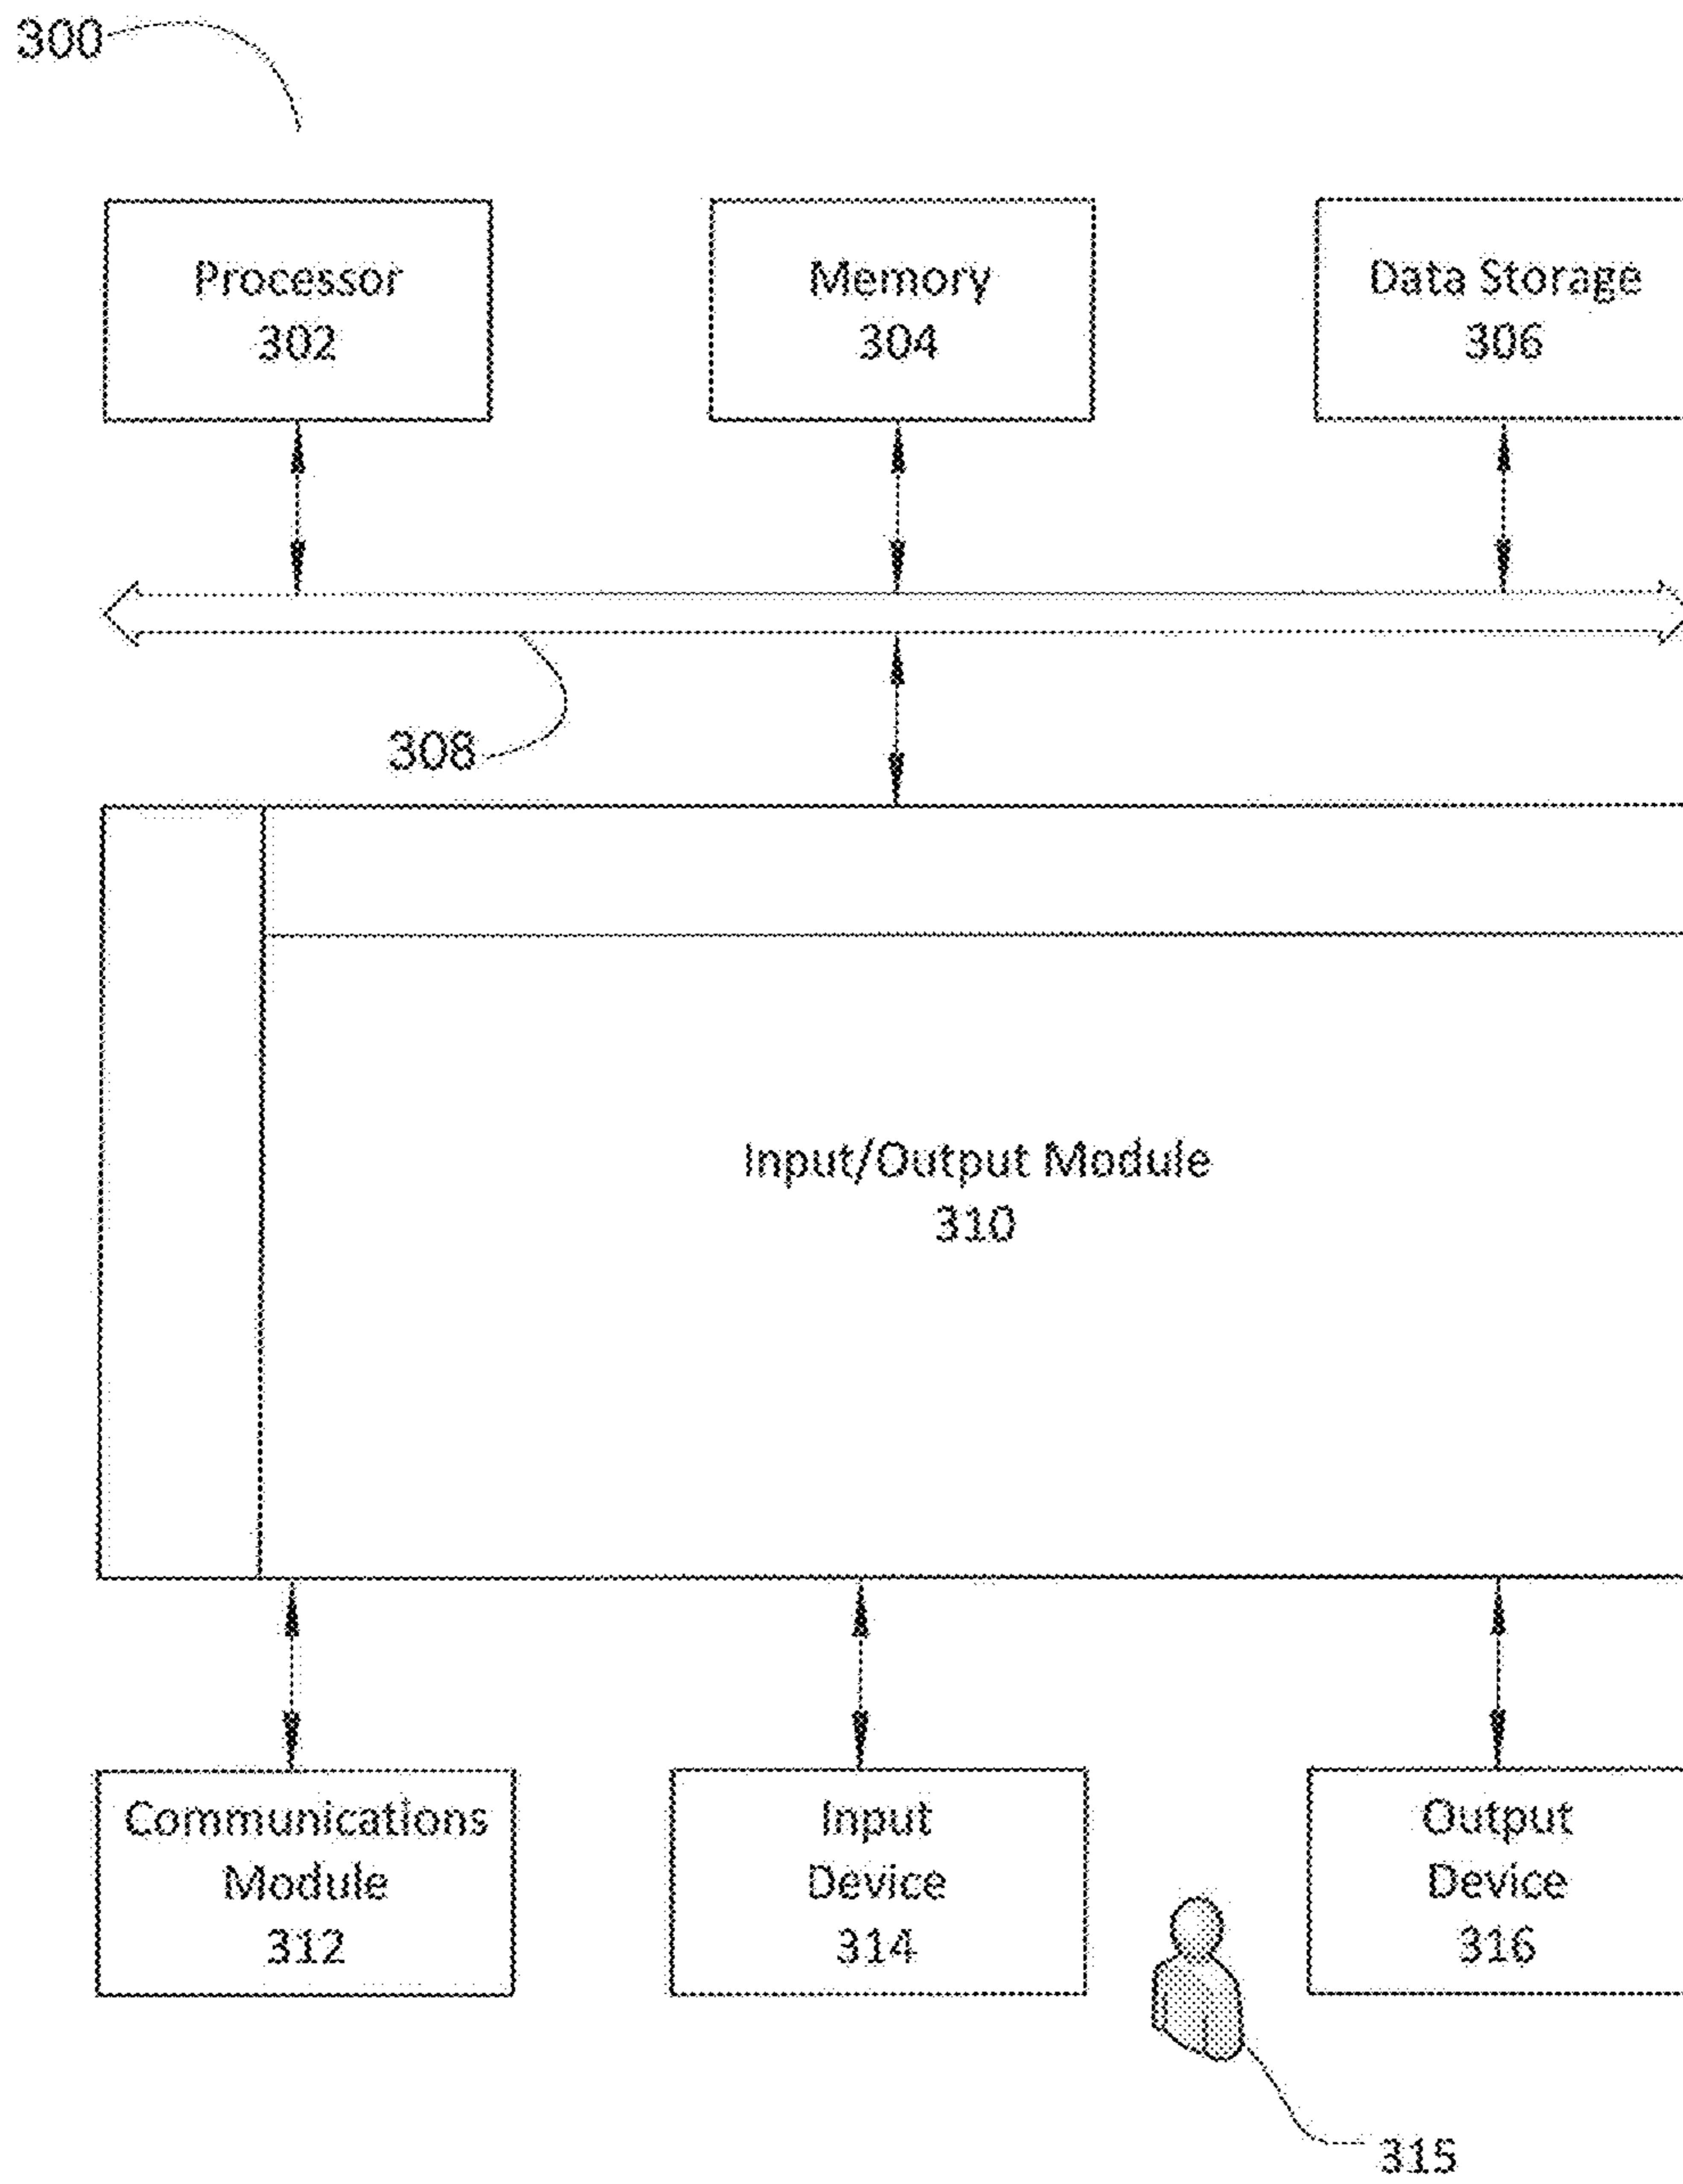 300
Processor
302
Memory
304
Data Storage
306
308
Input/Output Module
310
Communications
Module
312
Input
Device
314
Output
Device
316
315